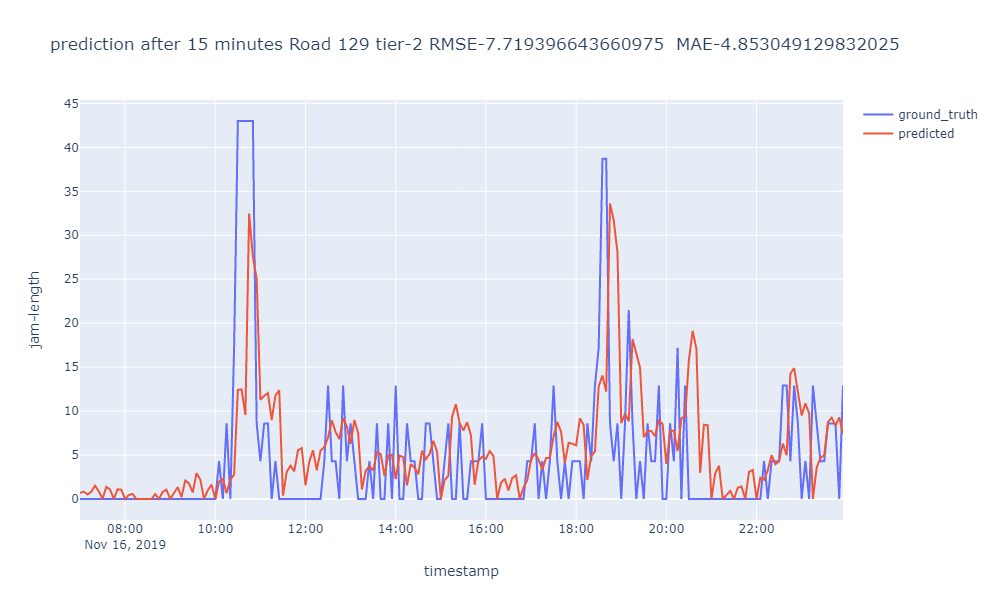 prediction after 15 minutes Road 129 tier-2 RMSE-7.719396643660975  MAE-4.853049129832025
ground_truth
predicted
45
40
35
30
25
20
15
10
5
0
jam-length
08:00 10:00 12:00 14:00 16:00 18:00 20:00 22:00
Nov 16, 2019
timestamp